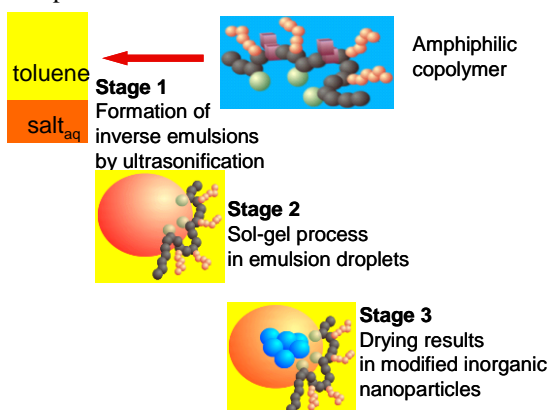 Amphiphilic
copolymer
toluene
salt aq
Stage 1
Formation of
inverse emulsions
by ultrasonification
Stage 2
Sol-gel process
in emulsion droplets
Stage 3
Drying results
in modified inorganic
nanoparticles